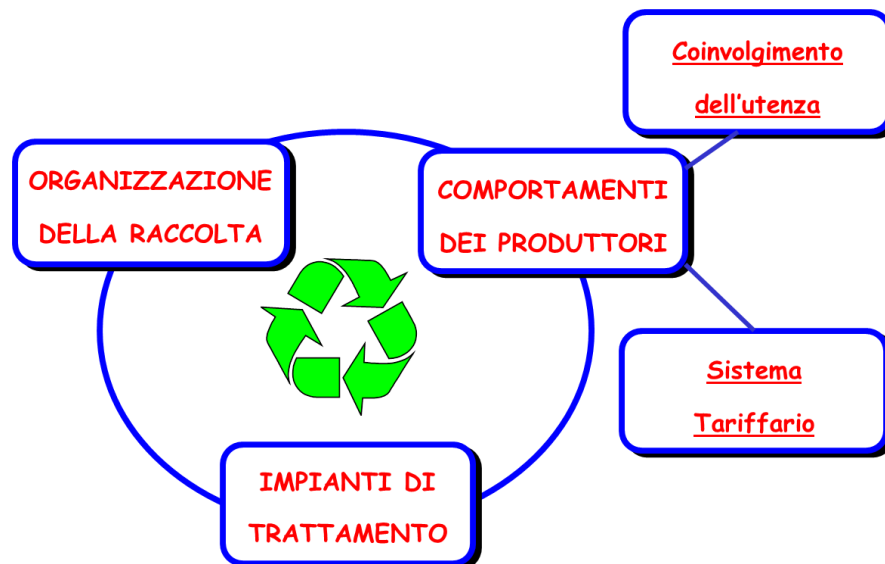 Coinvolgimento
dell'utenza
ORGANIZZAZIONE
DELLA RACCOLTA
COMPORTAMENTI
DEI PRODUTTORI
Sistema
Tariffario
IMPIANTI DI
TRATTAMENTO